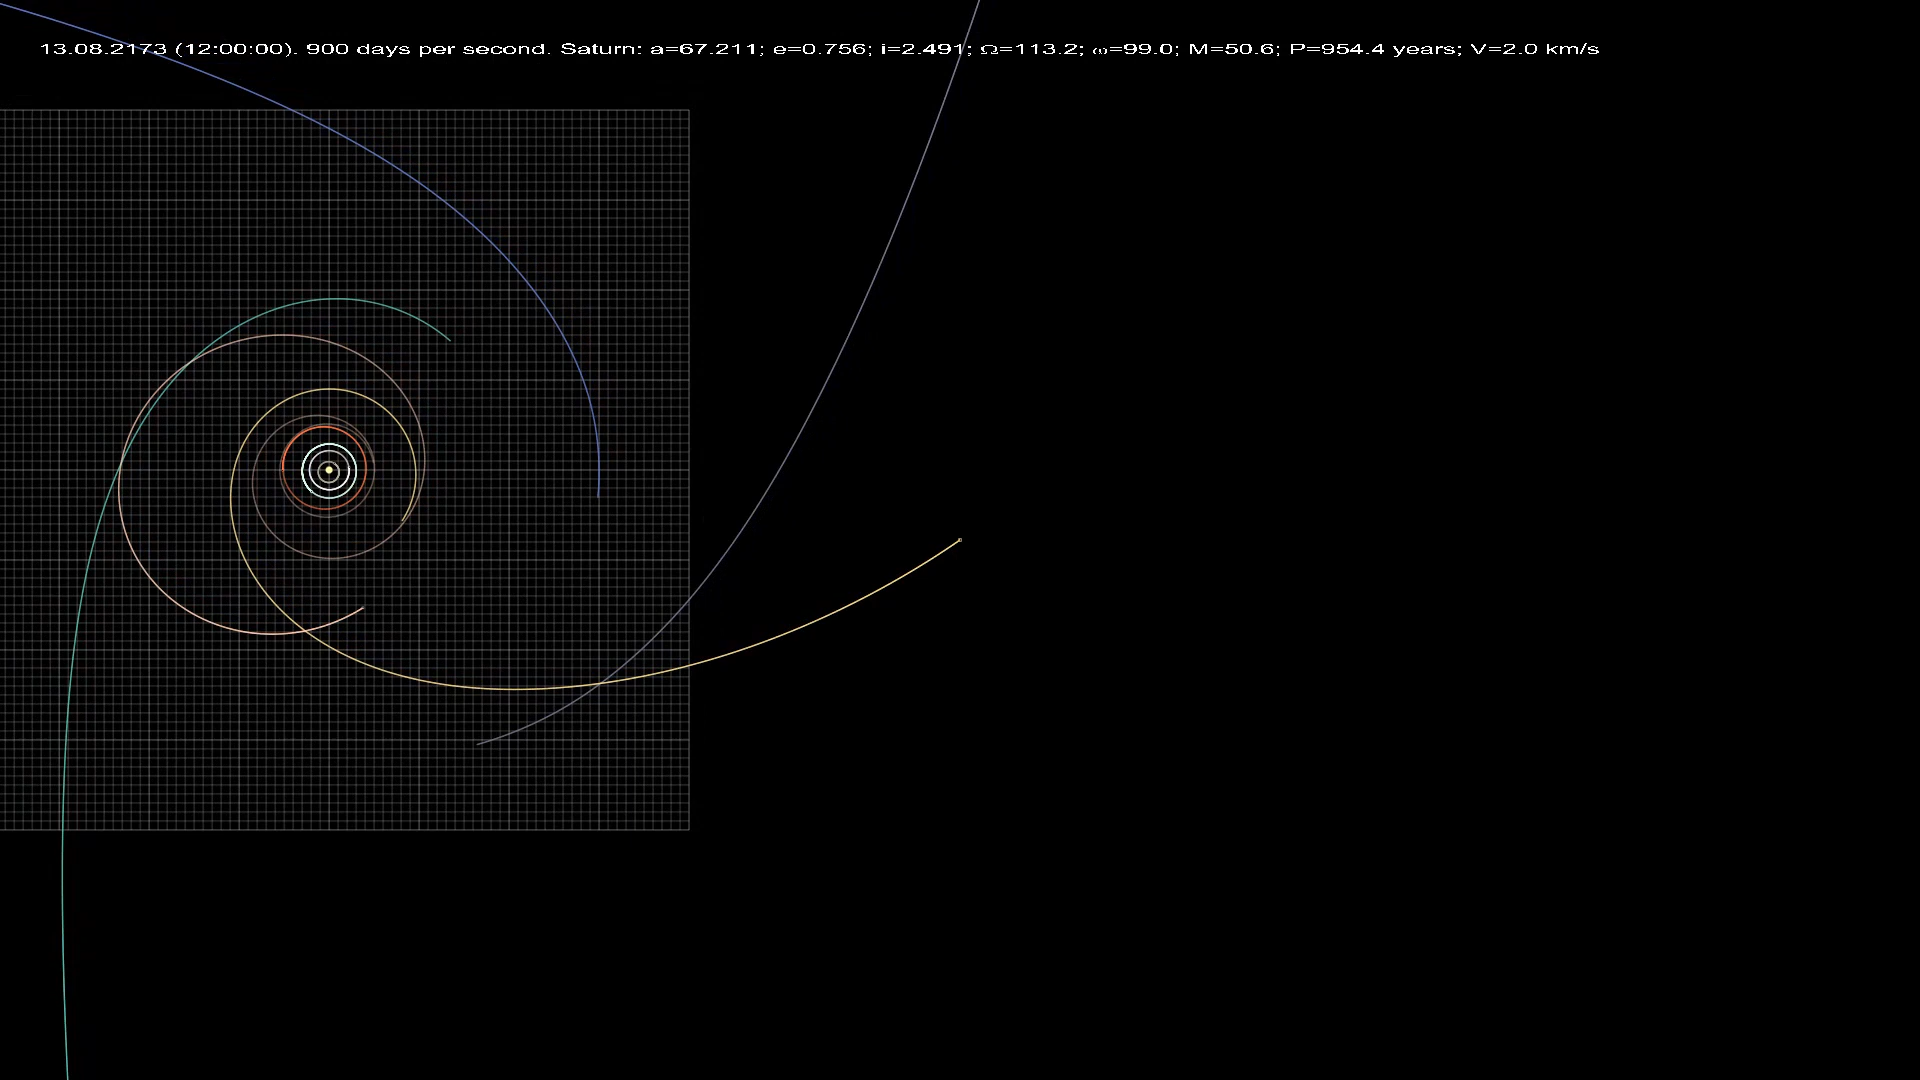 13.08.2173 (12:00:00). 900 days per second. Saturn: a=67.211; e=0.756; i=2.491; Ω=113.2; ω=99.0; M=50.6; P=954.4 years; V=2.0 km/s